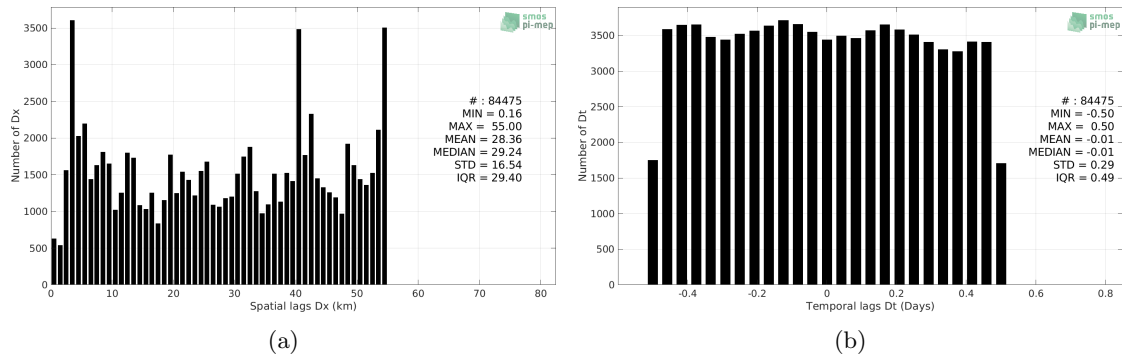 smos
pi-mep
3500
3000
2500
2000
1500
1000
500
0
Number of Dx
# : 84475
MIN = 0.16
MAX = 55.00
MEAN = 28.36
MEDIAN = 29.24
STD = 16.54
IQR = 29.40
0 10 20 30 40 50 60 70 80
Spatial lags Dx (km)
(a)
smos
pi-mep
3500
3000
2500
2000
1500
1000
500
0
Number of Dt
# : 84475
MIN = -0.50
MAX = 0.50
MEAN = -0.01
MEDIAN = -0.01
STD = 0.29
IQR = 0.49
-0.4 -0.2 0 0.2 0.4 0.6 0.8
Temporal lags Dt (Days)
(b)